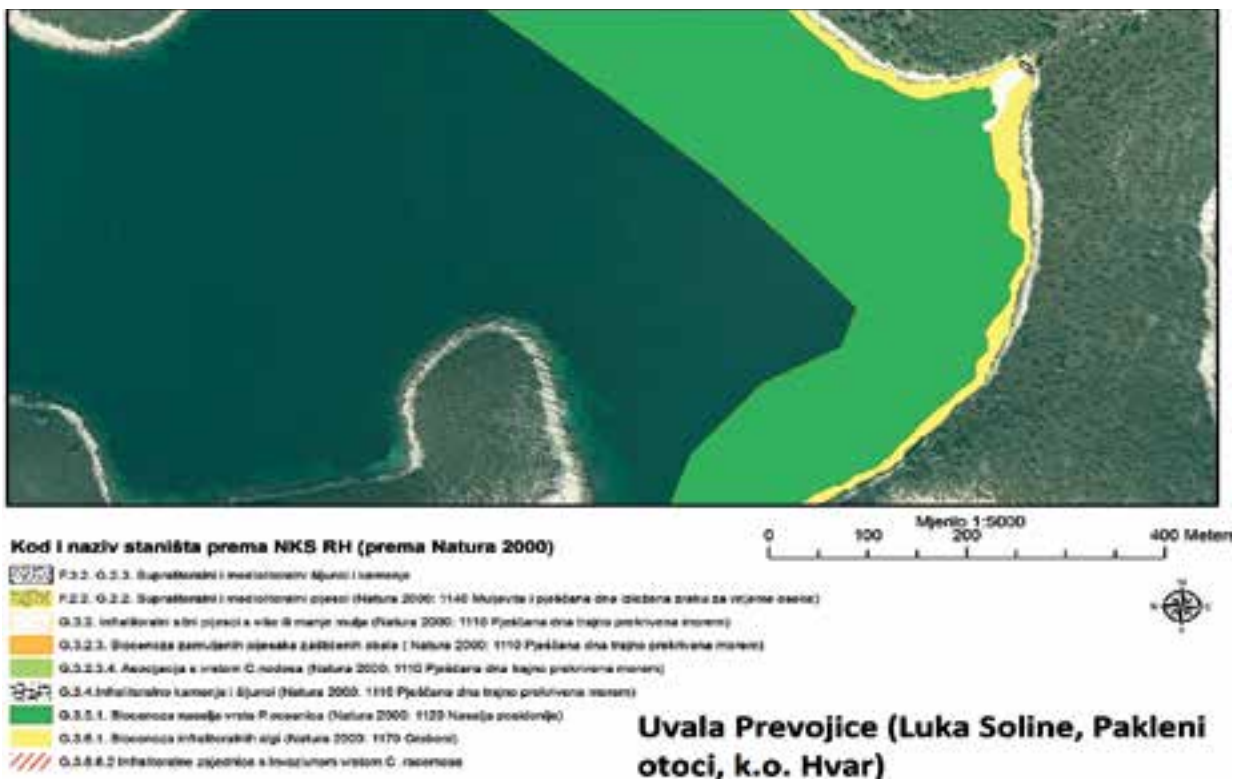 Kod i naziv staništa prema NKS RH (prema Natura 2000)
F.3.2. G.2.3. Supralitoralni i mediolitoralni šljunci i kamenje
F.2.2. G.2.2. Supralitoralni i mediolitoralni pijesci (Natura 2000: 1140 Muljevita i pješčana dna izložena zraku za vrijeme oseke)
G.3.2. Infralitoralni sitni pijesci s više ili manje mulja (Natura 2000: 1110 Pješčana dna trajno prekrivena morem)
G.3.2.3. Biocenoza zamuljenih pijesaka zaštićenih obala ( Natura 2000: 1110 Pješčana dna trajno prekrivena morem)
G.3.2.3.4. Asocijacija s vrstom C.nodosa (Natura 2000: 1110 Pješčana dna trajno prekrivena morem)
G.3.4.Infralitoralno kamenje i šljunci (Natura 2000: 1110 Pješčana dna trajno prekrivena morem)
G.3.5.1. Biocenoza naselja vrste P.oceanica (Natura 2000: 1120 Naselja posidonije)
G.3.6.1. Biocenoza infralitoralnih algi (Natura 2000: 1170 Grebeni)
G.3.6.6.2 Infralitoralne zajednice s invazivnom vrstom C. racemosa
Mjerilo 1:5000
0 100 200 400 Meters
N
Uvala Prevojice (Luka Soline, Pakleni
otoci, k.o. Hvar)